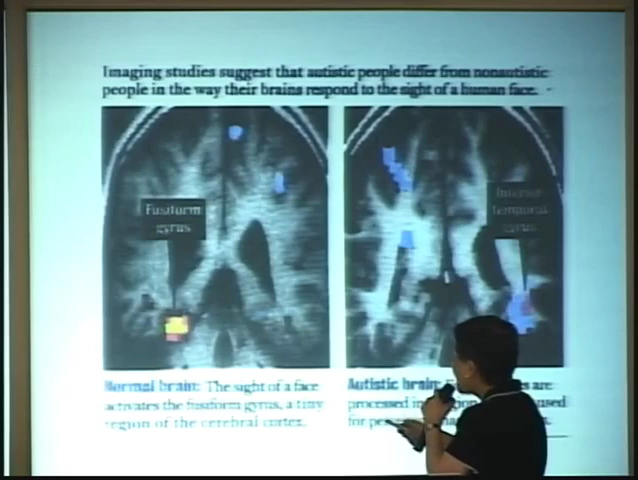 Imaging studies suggest that autistic people differ from nonautistic
people in the way their brains respond to the sight of a human face.
Fusiform
gyrus
Inferior
temporal
gyrus
Normal brain: The sight of a face
activates the fusiform gyrus, a tiny
region of the cerebral cortex.
Autistic brain: are
processed in used
for